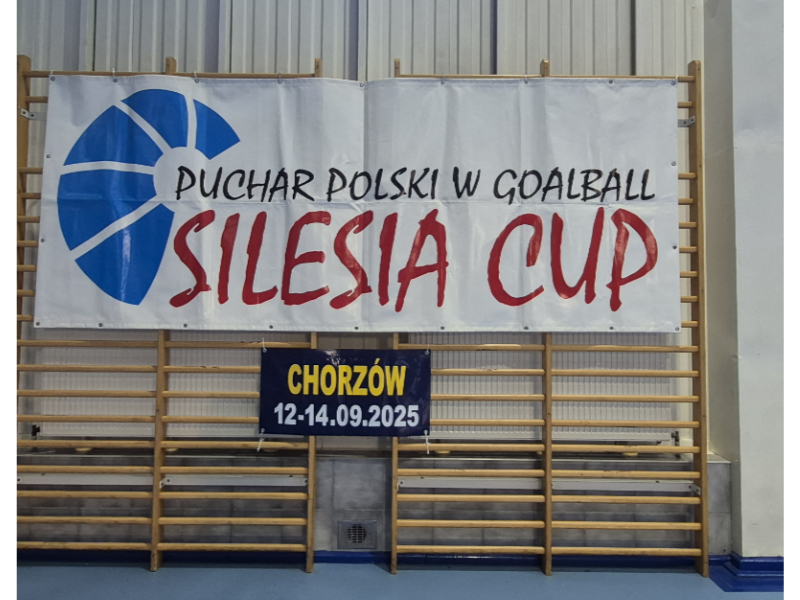 PUCHAR POLSKI W GOALBALL
SILESIA CUP
CHORZÓW
12-14.09.2025